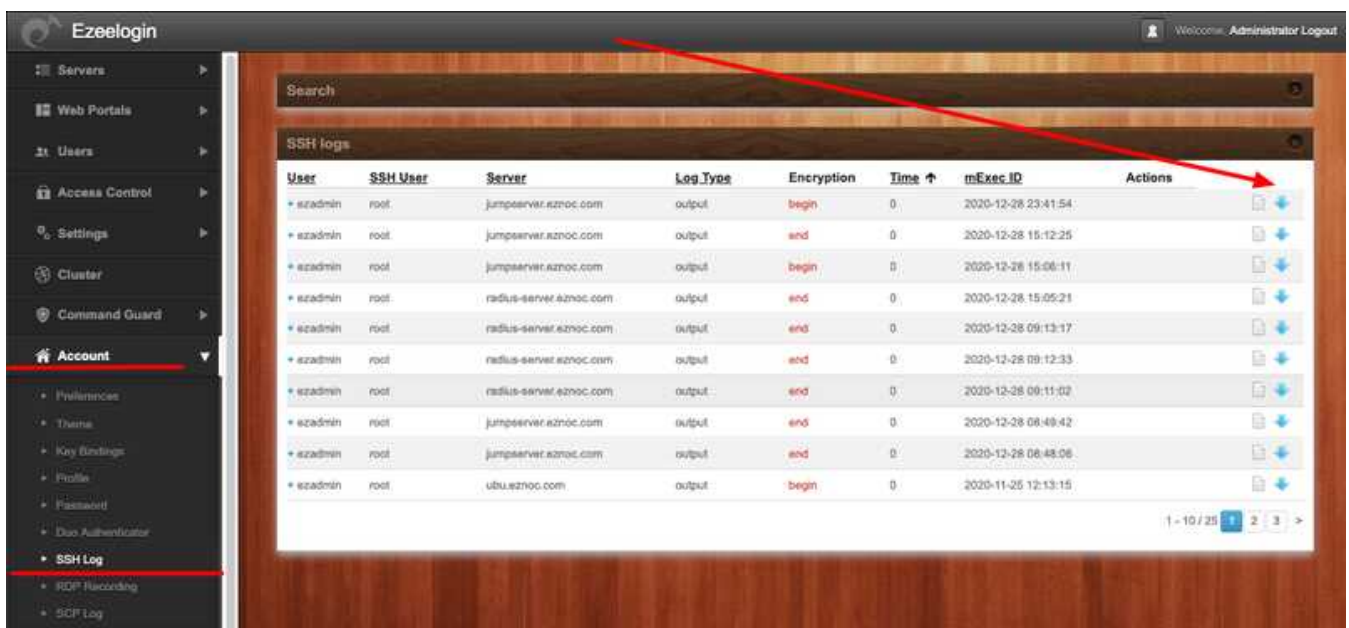 Ezeelogin
Welcome, Administrator Logout
Servers
Web Portals
Users
Access Control
Settings
Cluster
Command Guard
Account
Preferences
Theme
Key Bindings
Profile
Password
Duo Authenticator
SSH Log
RDP Recording
SCP Log
Search
SSH logs
User SSH User Server Log Type Encryption Time ↑ mExec ID Actions
+ ezadmin root jumpserver.eznoc.com output begin 0 2020-12-28 23:41:54
+ ezadmin root jumpserver.eznoc.com output end 0 2020-12-28 15:12:25
+ ezadmin root jumpserver.eznoc.com output begin 0 2020-12-28 15:06:11
+ ezadmin root radius-server.eznoc.com output end 0 2020-12-28 15:05:21
+ ezadmin root radius-server.eznoc.com output end 0 2020-12-28 09:13:17
+ ezadmin root radius-server.eznoc.com output end 0 2020-12-28 09:12:33
+ ezadmin root radius-server.eznoc.com output end 0 2020-12-28 09:11:02
+ ezadmin root jumpserver.eznoc.com output end 0 2020-12-28 08:49:42
+ ezadmin root jumpserver.eznoc.com output end 0 2020-12-28 08:48:06
+ ezadmin root ubu.eznoc.com output begin 0 2020-11-25 12:13:15
1 - 10 / 25 1 2 3 >